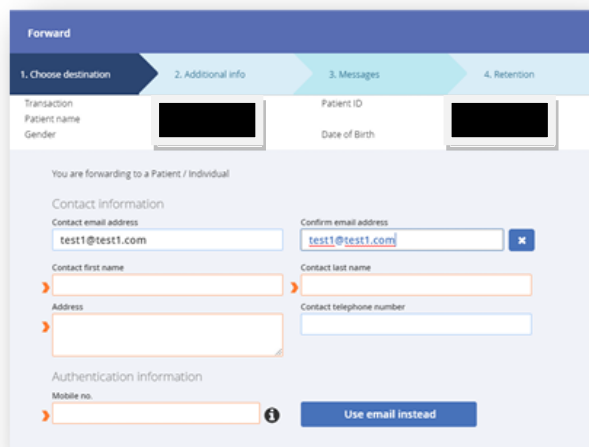 Forward
1. Choose destination 2. Additional info 3. Messages 4. Retention
Transaction Patient ID
Patient name
Gender Date of Birth
You are forwarding to a Patient / Individual
Contact information
Contact email address Confirm email address
test1@test1.com test1@test1.com
Contact first name Contact last name
Address Contact telephone number
Authentication information
Mobile no.
Use email instead